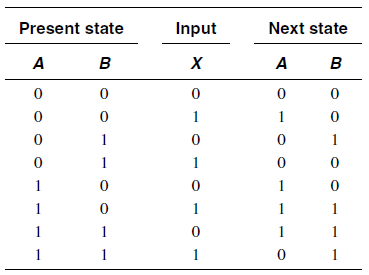 Present state Input Next state
A B X A B
0 0 0 0 0
0 0 1 1 0
0 1 0 0 1
0 1 1 0 0
1 0 0 1 0
1 0 1 1 1
1 1 0 1 1
1 1 1 0 1